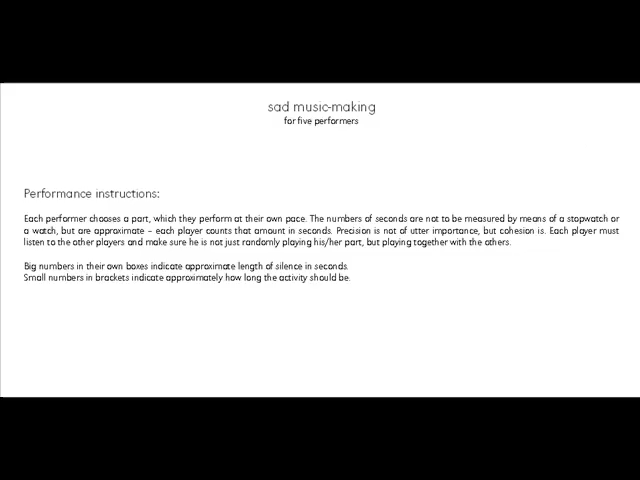 sad music-making
for five performers
Performance instructions:
Each performer chooses a part, which they perform at their own pace. The numbers of seconds are not to be measured by means of a stopwatch or
a watch, but are approximate – each player counts that amount in seconds. Precision is not of utter importance, but cohesion is. Each player must
listen to the other players and make sure he is not just randomly playing his/her part, but playing together with the others.
Big numbers in their own boxes indicate approximate length of silence in seconds.
Small numbers in brackets indicate approximately how long the activity should be.